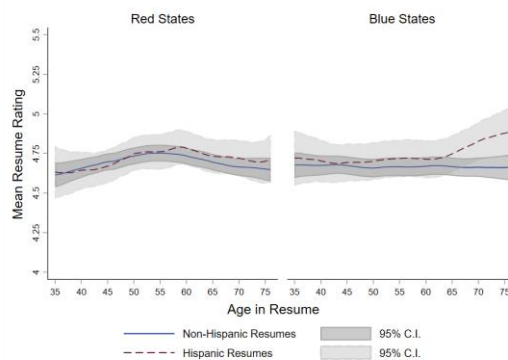 Red States
Blue States
Mean Resume Rating
5.5
5.25
5
4.75
4.5
4.25
4
35 40 45 50 55 60 65 70 75
35 40 45 50 55 60 65 70 75
Age in Resume
Non-Hispanic Resumes 95% C.I.
Hispanic Resumes 95% C.I.